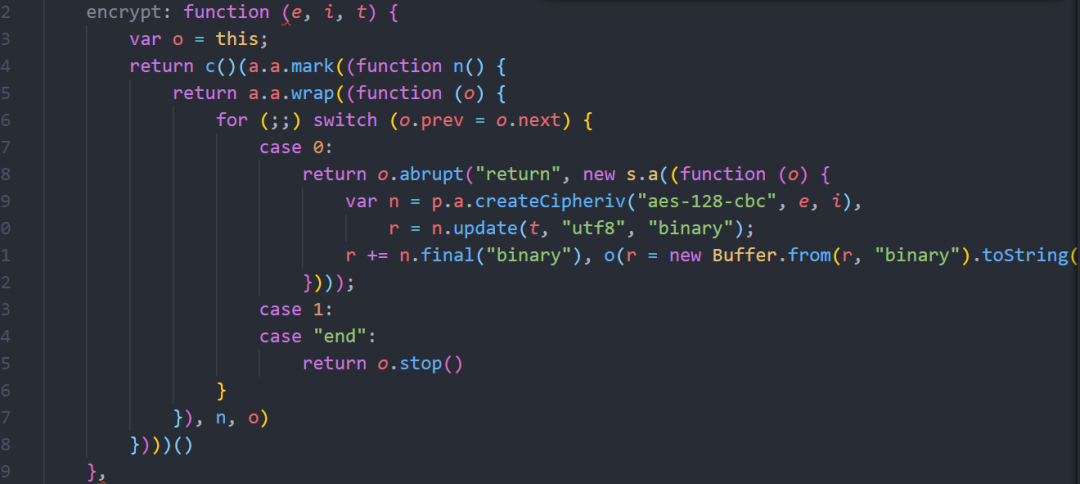 2 encrypt: function (e, i, t) {
3 var o = this;
4 return c()(a.a.mark((function n() {
5 return a.a.wrap((function (o) {
6 for (;;) switch (o.prev = o.next) {
7 case 0:
8 return o.abrupt("return", new s.a((function (o) {
9 var n = p.a.createCipheriv("aes-128-cbc", e, i),
0 r = n.update(t, "utf8", "binary");
1 r += n.final("binary"), o(r = new Buffer.from(r, "binary").toString(
2 })));
3 case 1:
4 case "end":
5 return o.stop()
6 }
7 }), n, o)
8 })))()
9 },